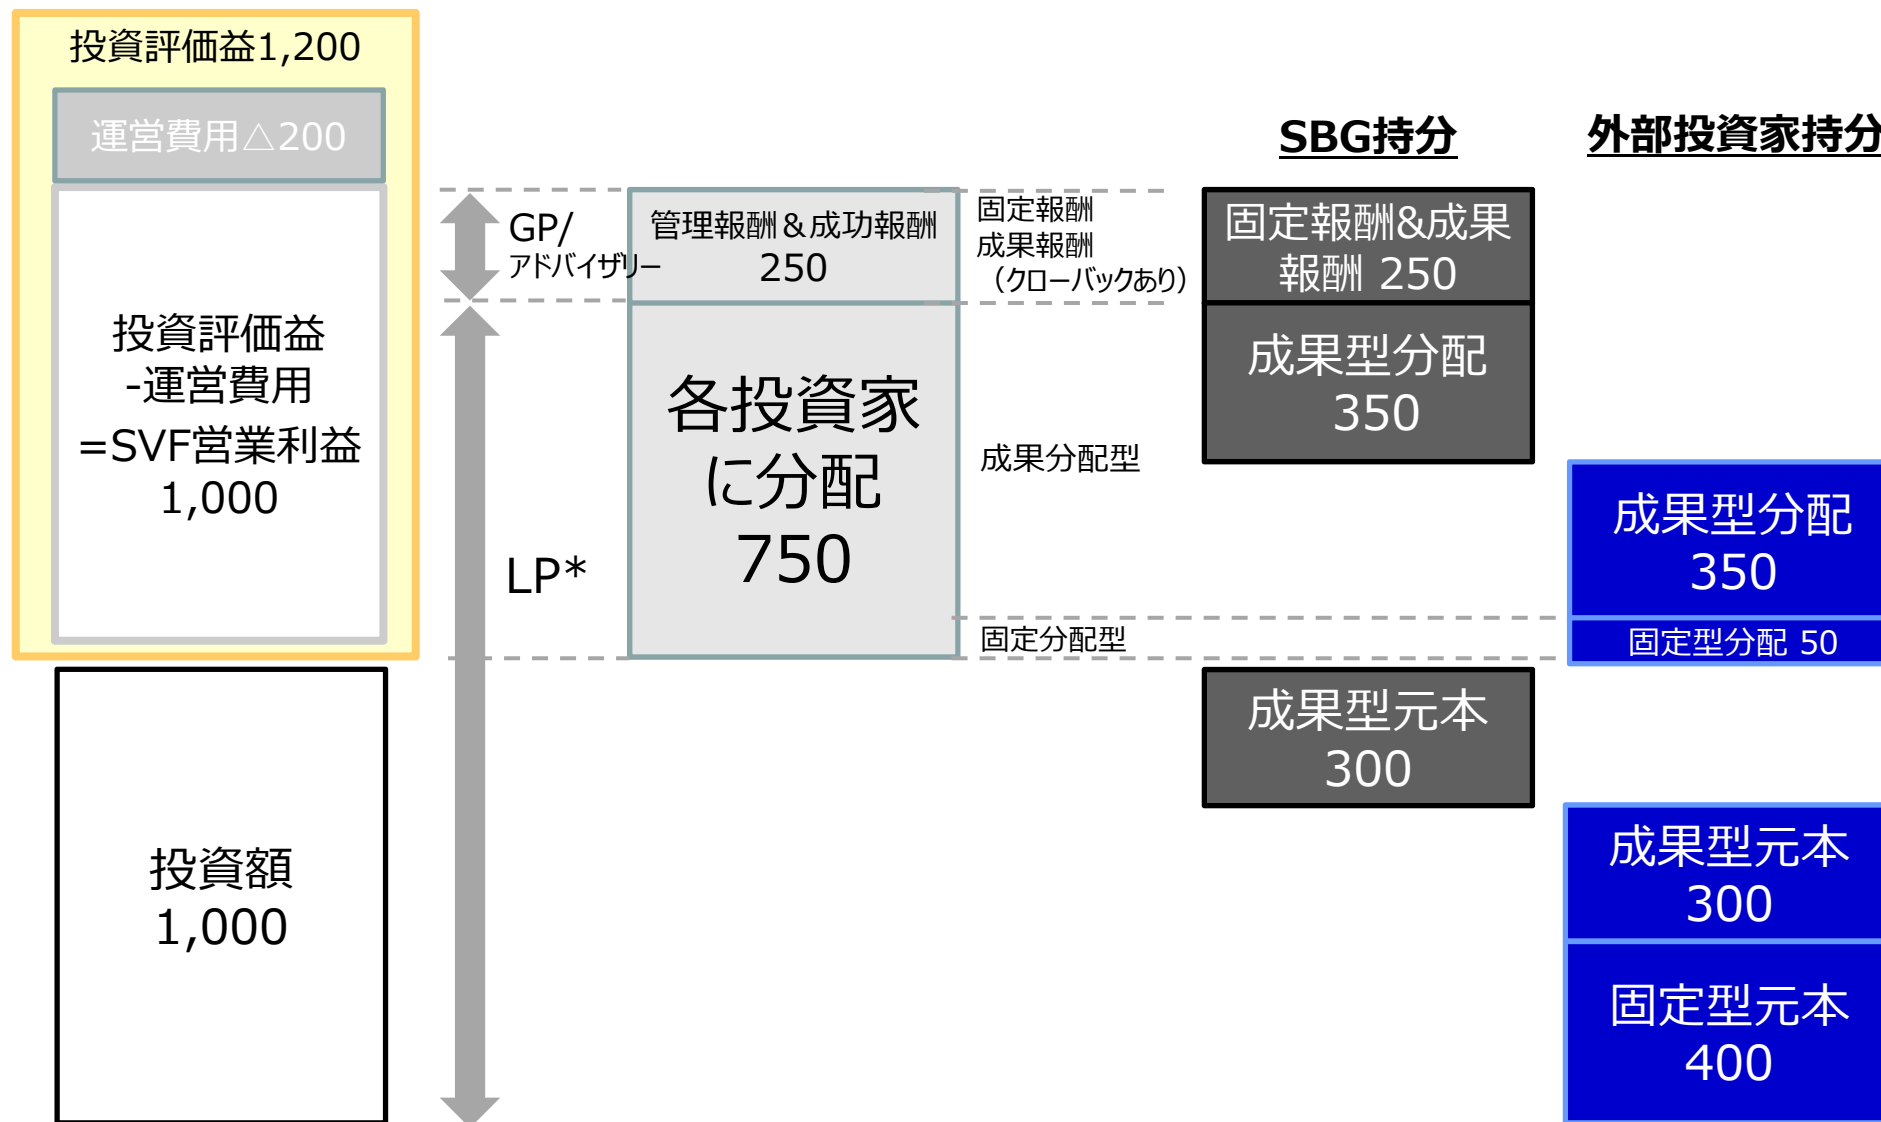 投資評価益1,200
運営費用△200
投資評価益
-運営費用
=SVF営業利益
1,000
投資額
1,000
GP/
アドバイザリー
LP*
管理報酬&成功報酬
250
各投資家
に分配
750
固定報酬
成果報酬
（クローバックあり）
成果分配型
固定分配型
SBG持分
固定報酬&成果
報酬 250
成果型分配
350
成果型元本
300
外部投資家持分
成果型分配
350
固定型分配 50
成果型元本
300
固定型元本
400